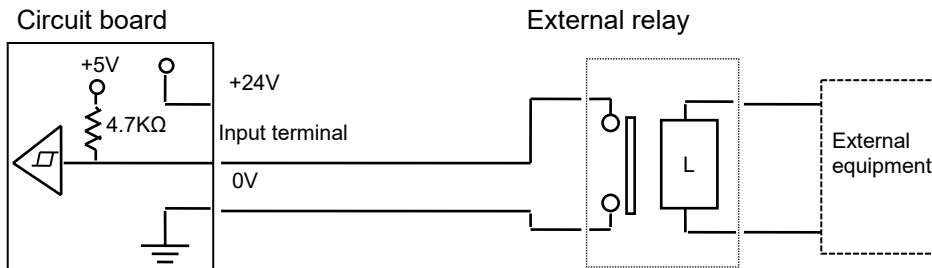 Circuit board
External relay
+5V
+24V
4.7KΩ
Input terminal
0V
L
External
equipment